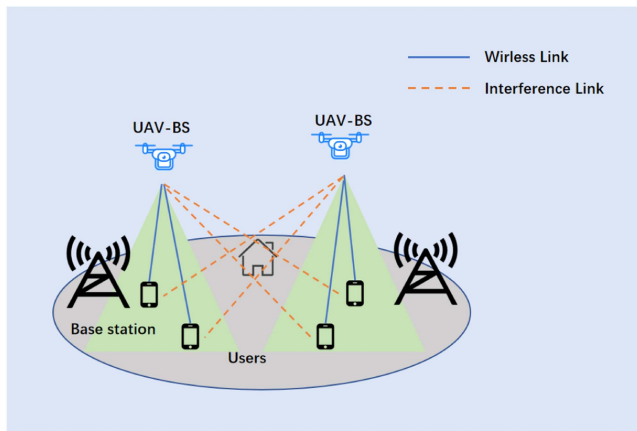 Wirless Link
Interference Link
UAV-BS
UAV-BS
Base station
Users